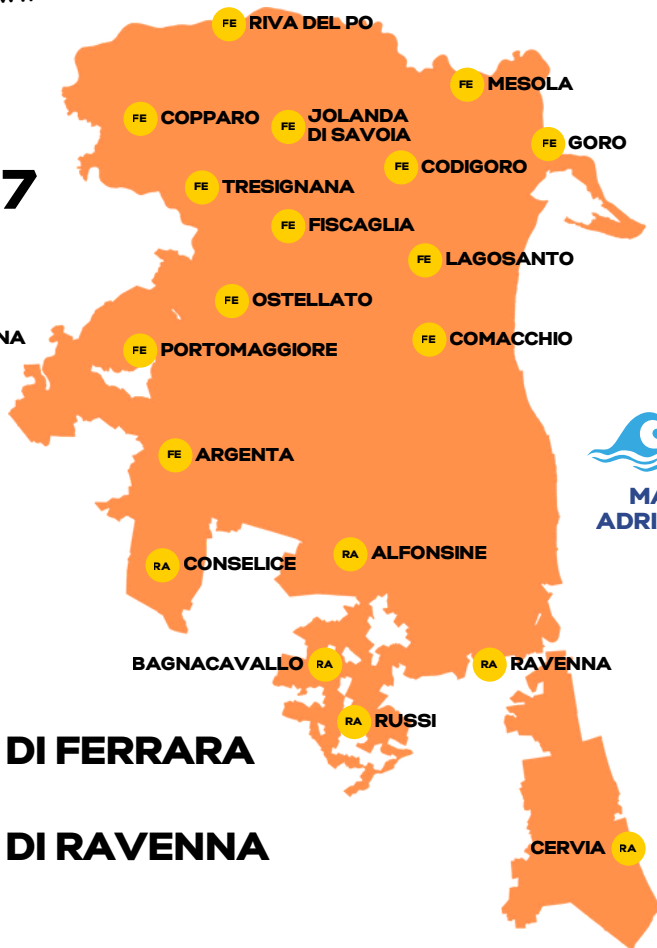 FE RIVA DEL PO
FE MESOLA
FE COPPARO
FE JOLANDA
DI SAVOIA
FE GORO
FE CODIGORO
7
FE TRESIGNANA
FE FISCAGLIA
FE LAGOSANTO
FE OSTELLATO
NA
FE COMACCHIO
FE PORTOMAGGIORE
FE ARGENTA
MA
ADRI
RA ALFONSINE
RA CONSELICE
BAGNACAVALLO RA
RA RAVENNA
RA RUSSI
DI FERRARA
DI RAVENNA
CERVIA RA